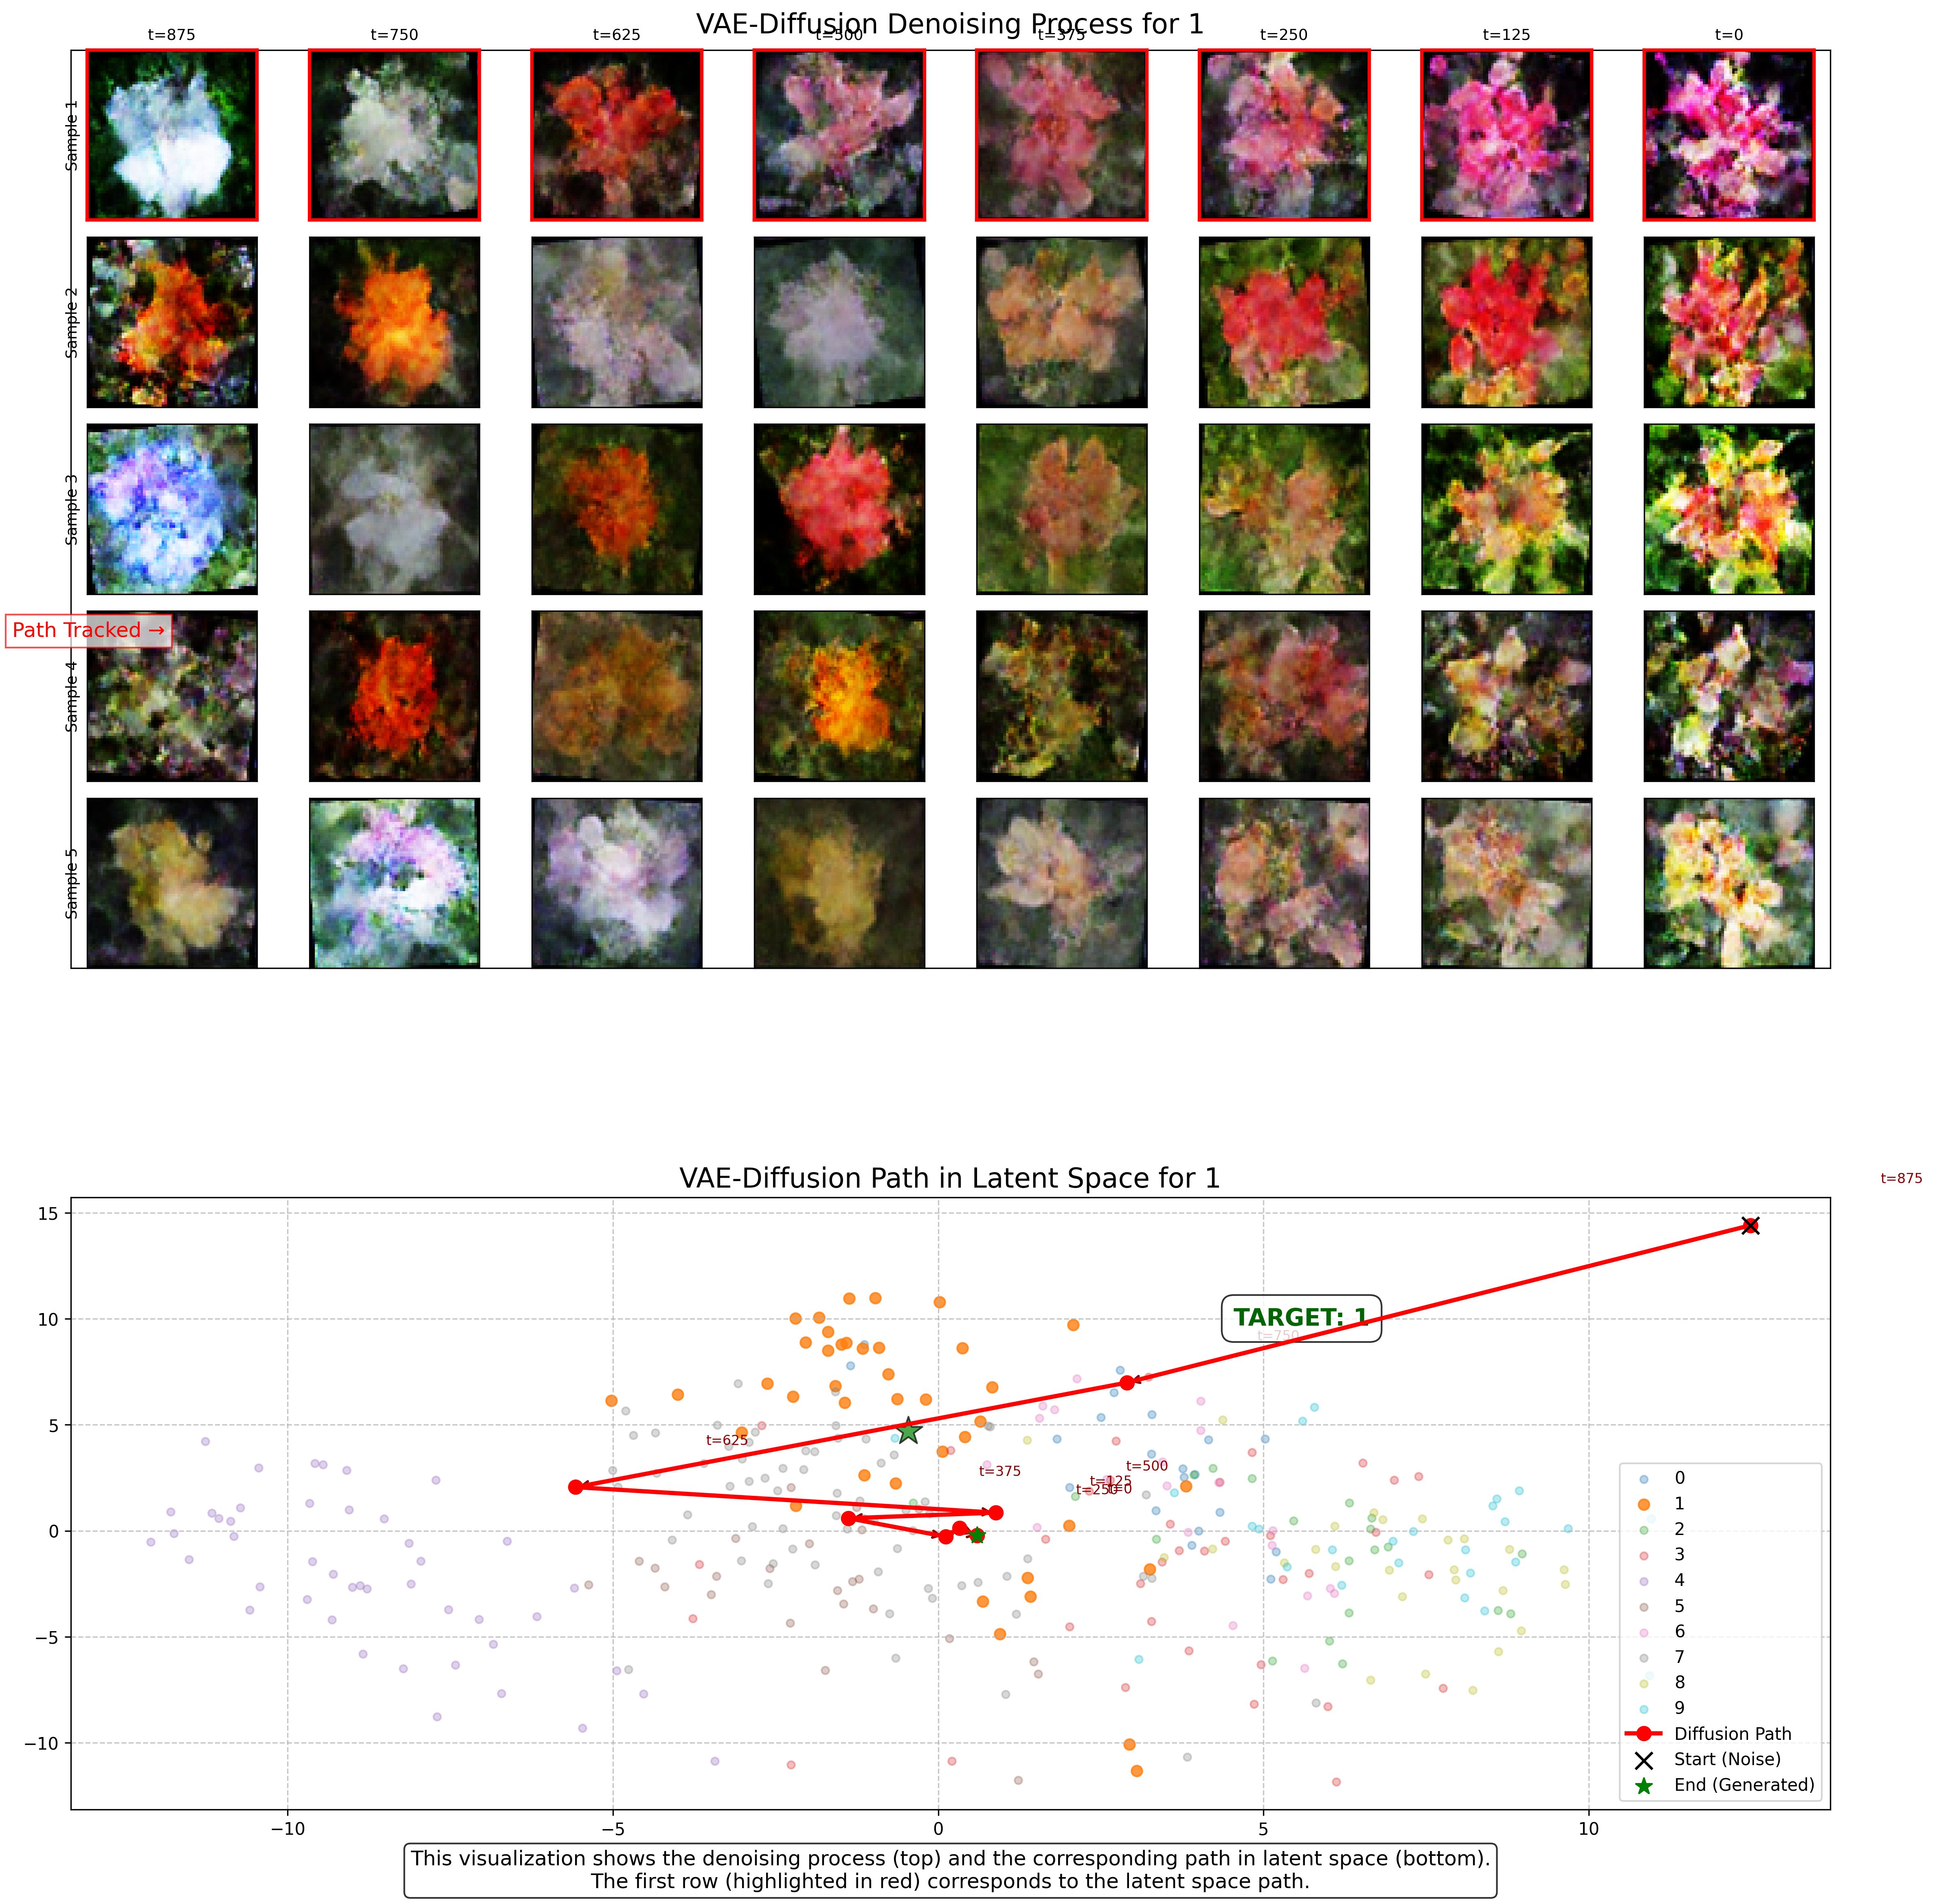 VAE-Diffusion Denoising Process for 1
t=875 t=750 t=625 t=500 t=375 t=250 t=125 t=0
Sample 1
Sample 2
Sample 3
Path Tracked →
Sample 4
Sample 5
VAE-Diffusion Path in Latent Space for 1
t=875
15
10
5
0
−5
−10
TARGET: 1
t=750
t=625
t=375
t=500
t=125
t=250
t=0
0
1
2
3
4
5
6
7
8
9
Diffusion Path
Start (Noise)
End (Generated)
−10 −5 0 5 10
This visualization shows the denoising process (top) and the corresponding path in latent space (bottom).
The first row (highlighted in red) corresponds to the latent space path.